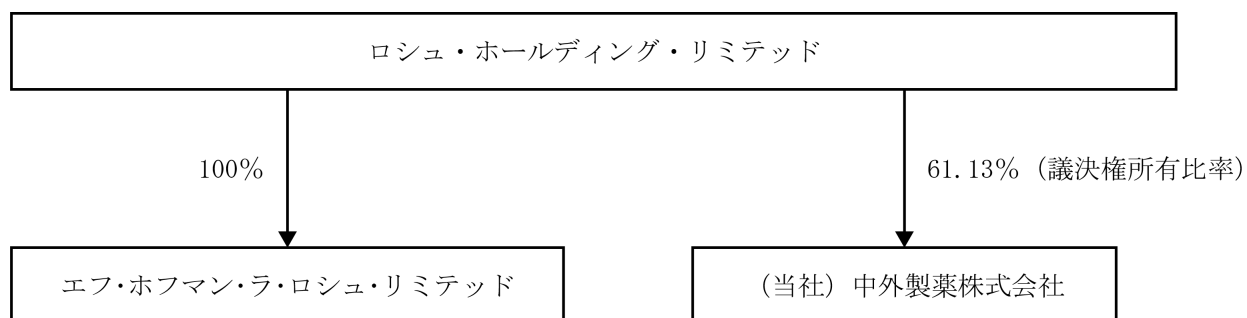 ロシュ・ホールディング・リミテッド
100%
61.13%（議決権所有比率）
エフ・ホフマン・ラ・ロシュ・リミテッド
（当社）中外製薬株式会社